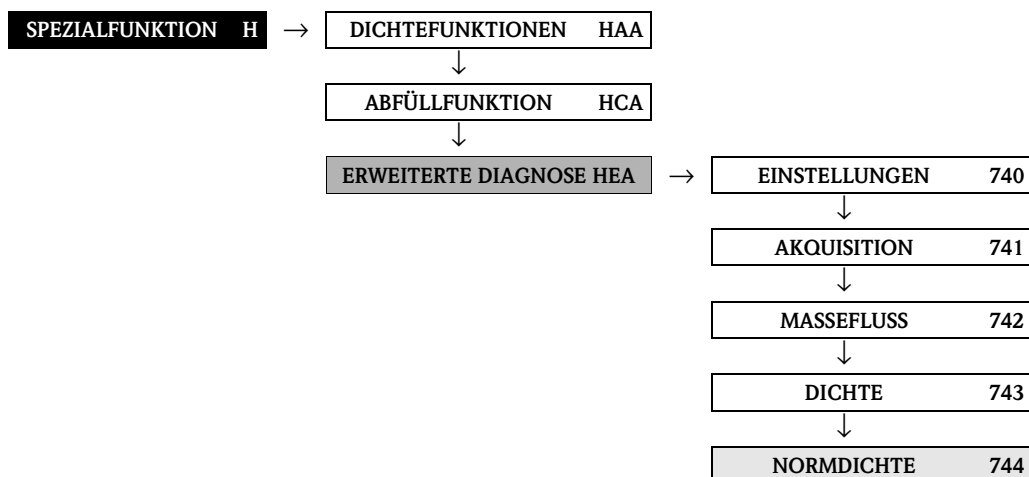 SPEZIALFUNKTION H → DICHTEFUNKTIONEN HAA
↓
ABFÜLLFUNKTION HCA
↓
ERWEITERTE DIAGNOSE HEA → EINSTELLUNGEN 740
↓
AKQUISITION 741
↓
MASSEFLUSS 742
↓
DICHTE 743
↓
NORMDICHTE 744